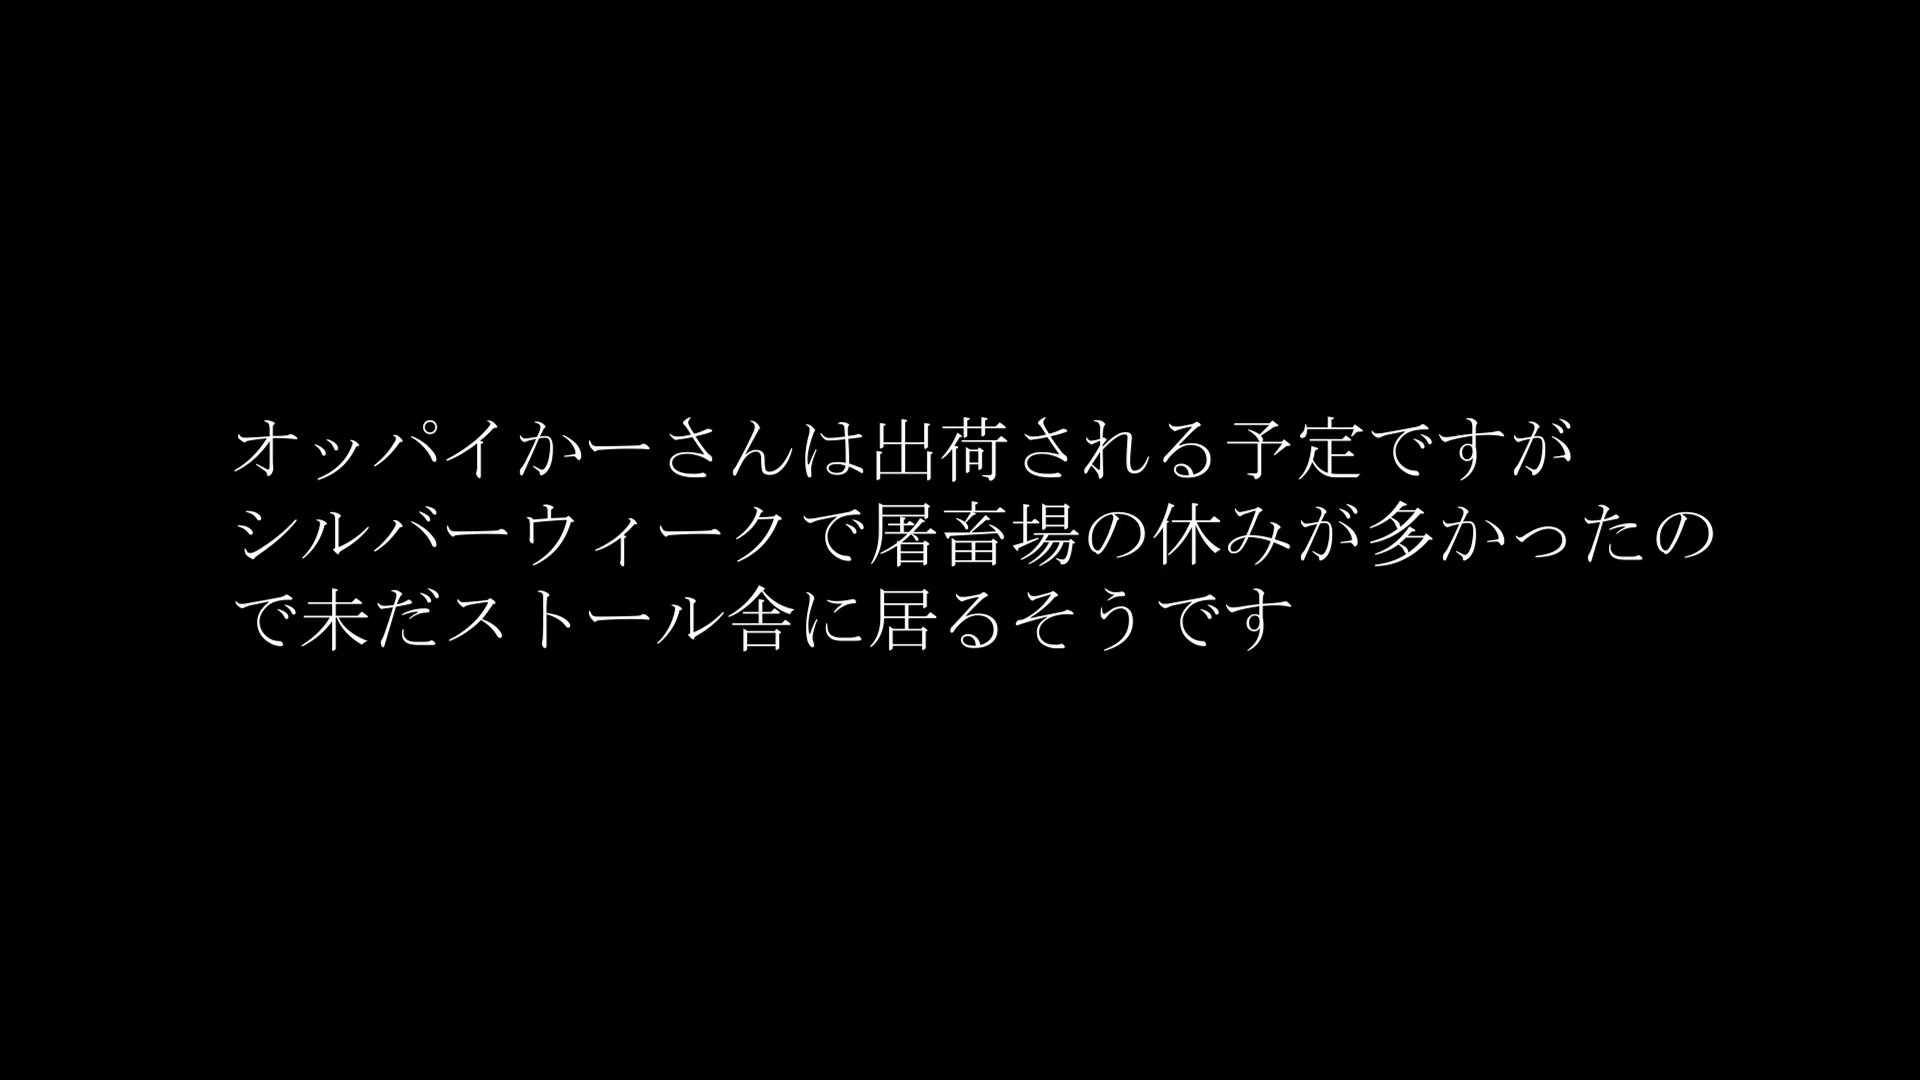 オッパイかーさんは出荷される予定ですが
シルバーウィークで屠畜場の休みが多かったの
で未だストール舎に居るそうです